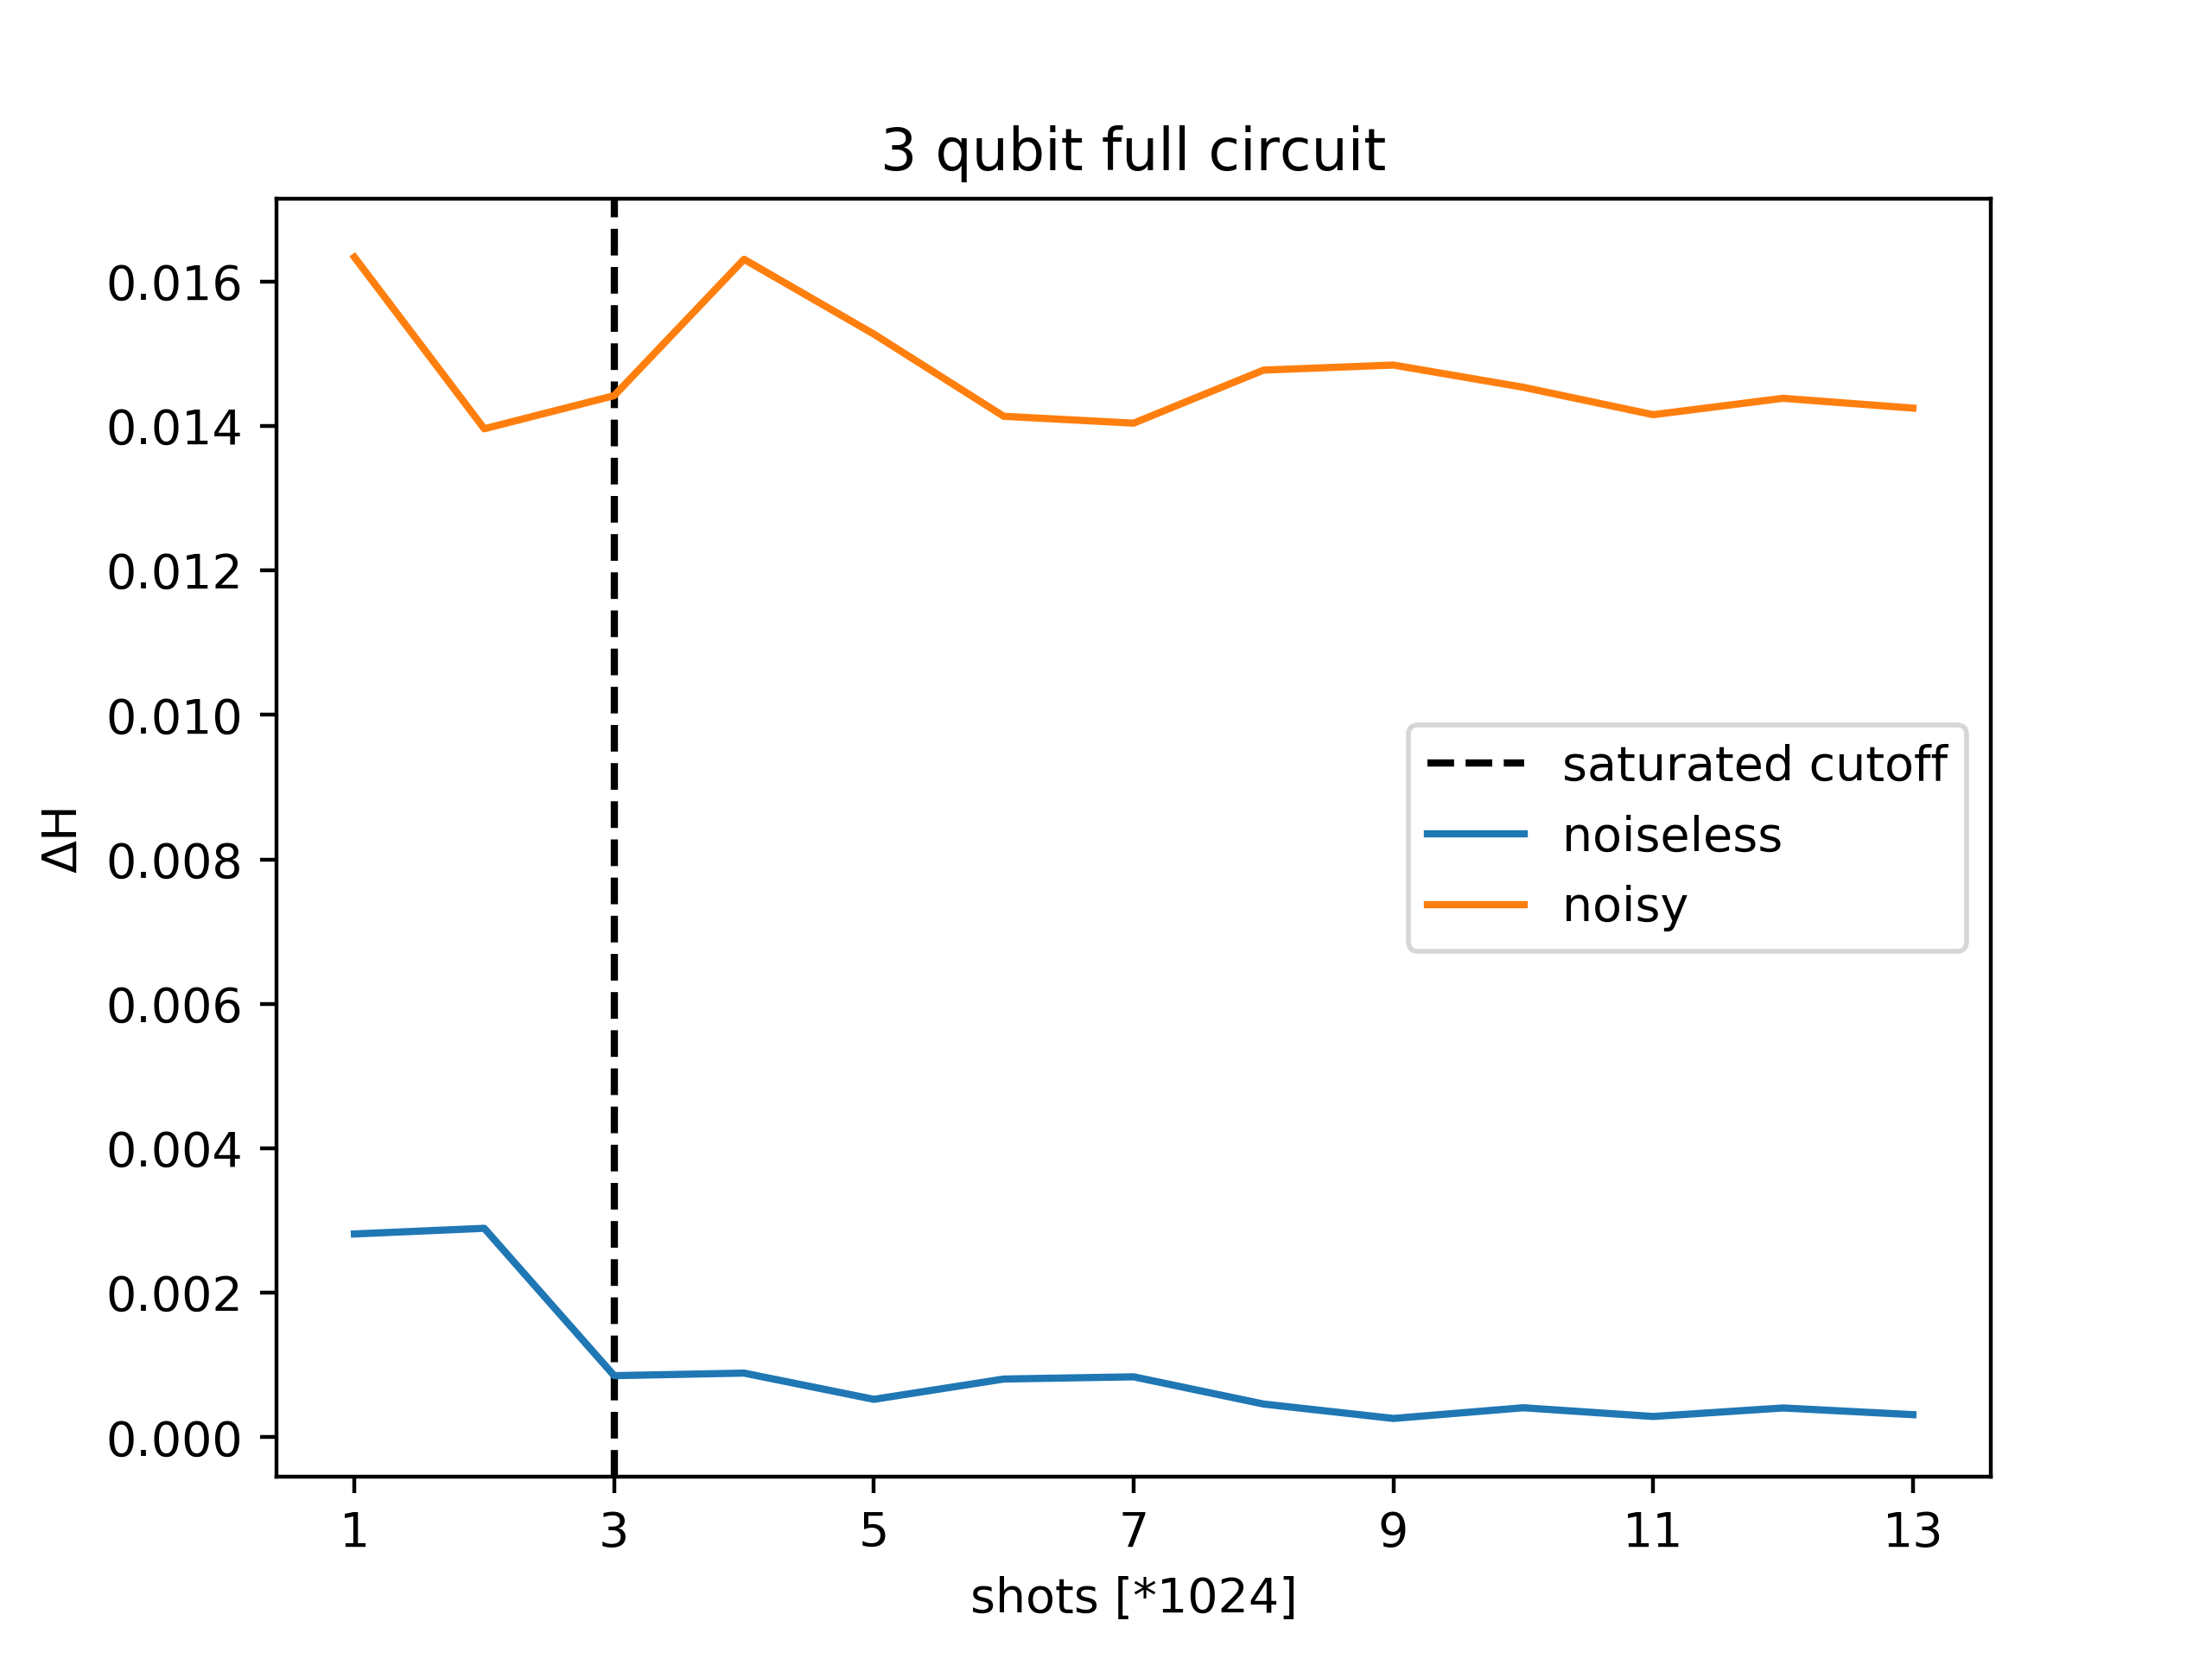 3 qubit full circuit
0.016
0.014
0.012
0.010
0.008
0.006
0.004
0.002
0.000
ΔH
saturated cutoff
noiseless
noisy
1 3 5 7 9 11 13
shots [*1024]